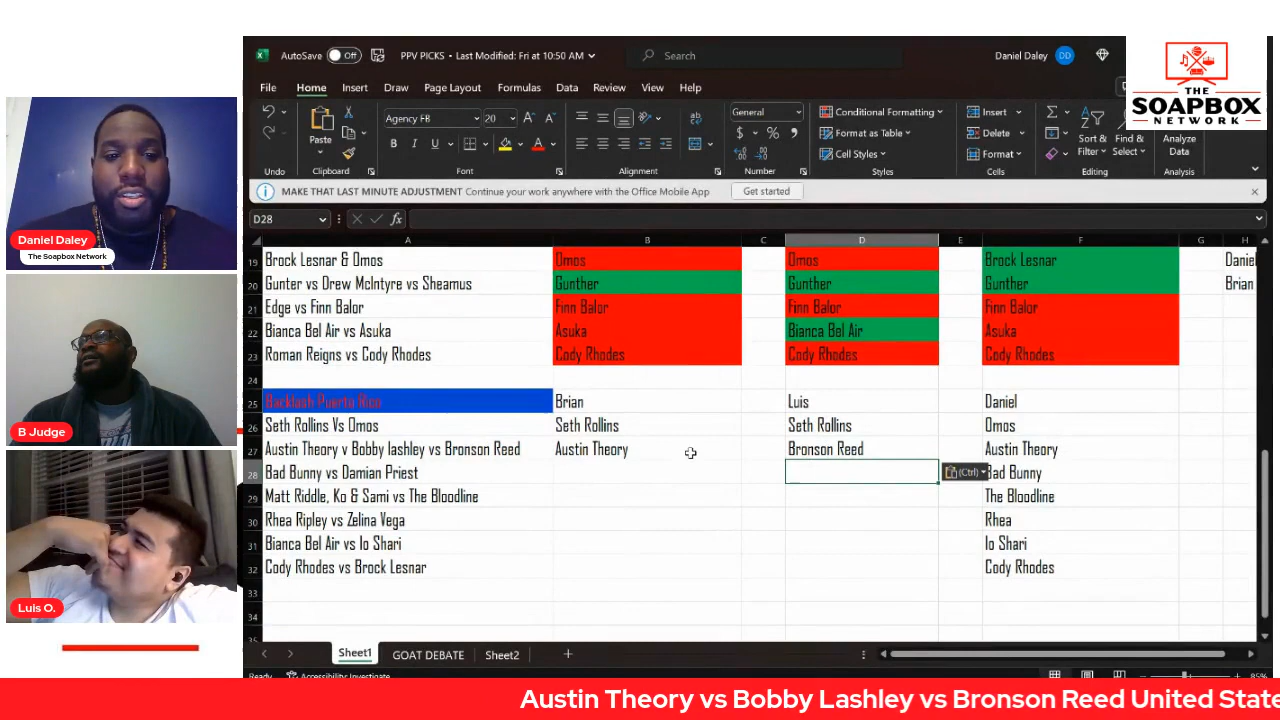 AutoSave Off PPV PICKS • Last Modified: Fri at 10:50 AM Search Daniel Daley DD
THE
SOAPBOX
NETWORK
File Home Insert Draw Page Layout Formulas Data Review View Help
Paste
Agency FB 20
B I U
General
$ % ,
Conditional Formatting
Format as Table
Cell Styles
Insert
Delete
Format
Sort &
Filter
Find &
Select
Analyze
Data
Undo Clipboard Font Alignment Number Styles Cells Editing Analysis
MAKE THAT LAST MINUTE ADJUSTMENT Continue your work anywhere with the Office Mobile App Get started
D28 fx
A B C D E F G H
19 Brock Lesnar & Omos Omos Omos Brock Lesnar Daniel
20 Gunter vs Drew McIntyre vs Sheamus Gunther Gunther Gunther Brian
21 Edge vs Finn Balor Finn Balor Finn Balor Finn Balor
22 Bianca Bel Air vs Asuka Asuka Bianca Bel Air Asuka
23 Roman Reigns vs Cody Rhodes Cody Rhodes Cody Rhodes Cody Rhodes
24
25 Backlash Puerto Rico Brian Luis Daniel
26 Seth Rollins Vs Omos Seth Rollins Seth Rollins Omos
27 Austin Theory v Bobby lashley vs Bronson Reed Austin Theory Bronson Reed Austin Theory
28 Bad Bunny vs Damian Priest (Ctrl) Bad Bunny
29 Matt Riddle, Ko & Sami vs The Bloodline The Bloodline
30 Rhea Ripley vs Zelina Vega Rhea
31 Bianca Bel Air vs Io Shari Io Shari
32 Cody Rhodes vs Brock Lesnar Cody Rhodes
33
34
35
Sheet1 GOAT DEBATE Sheet2
Ready Accessibility: Investigate 85%
Daniel Daley
The Soapbox Network
B Judge
Luis O.
Austin Theory vs Bobby Lashley vs Bronson Reed United State